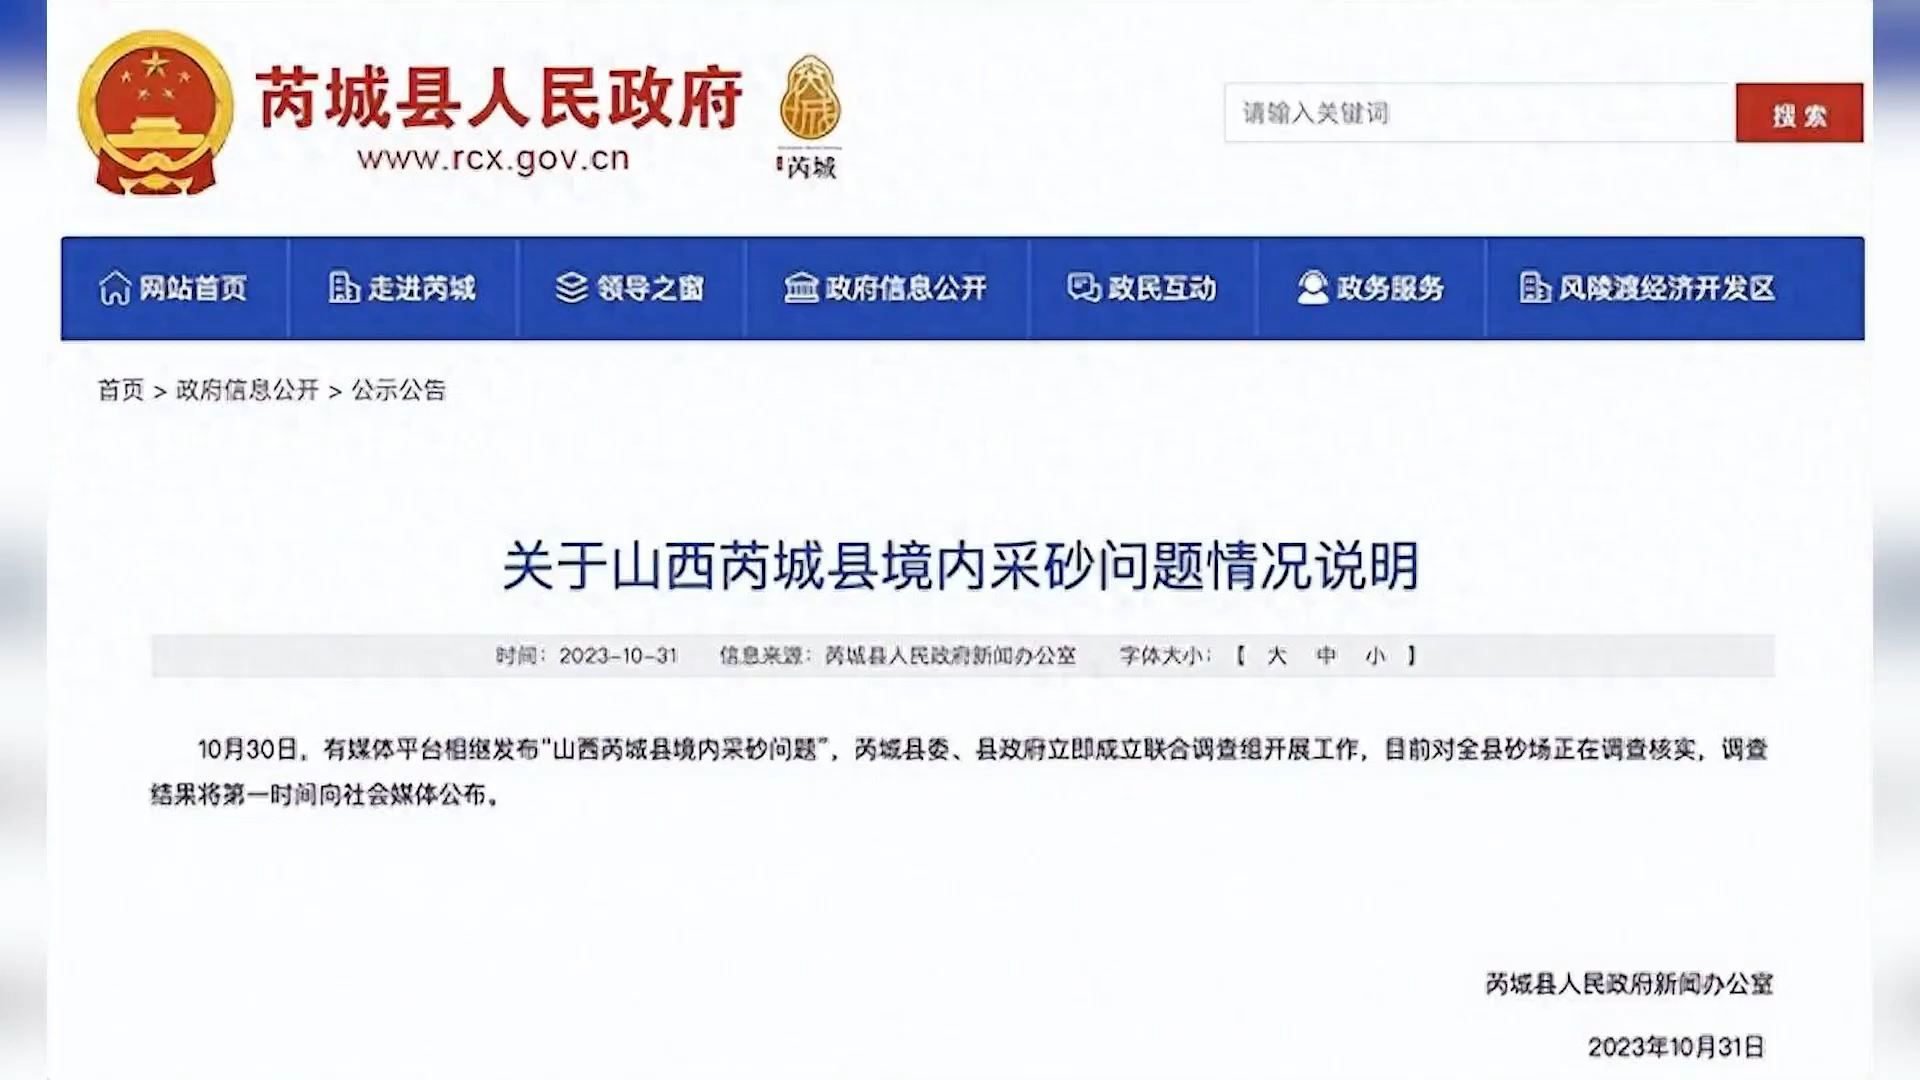 芮城县人民政府
www.rcx.gov.cn
芮城
芮城
请输入关键词
搜索
网站首页
走进芮城
领导之窗
政府信息公开
政民互动
政务服务
风陵渡经济开发区
首页 > 政府信息公开 > 公示公告
关于山西芮城县境内采砂问题情况说明
时间：2023-10-31 信息来源：芮城县人民政府新闻办公室 字体大小：【 大 中 小 】
10月30日，有媒体平台相继发布"山西芮城县境内采砂问题"，芮城县委、县政府立即成立联合调查组开展工作，目前对全县砂场正在调查核实，调查
结果将第一时间向社会媒体公布。
芮城县人民政府新闻办公室
2023年10月31日